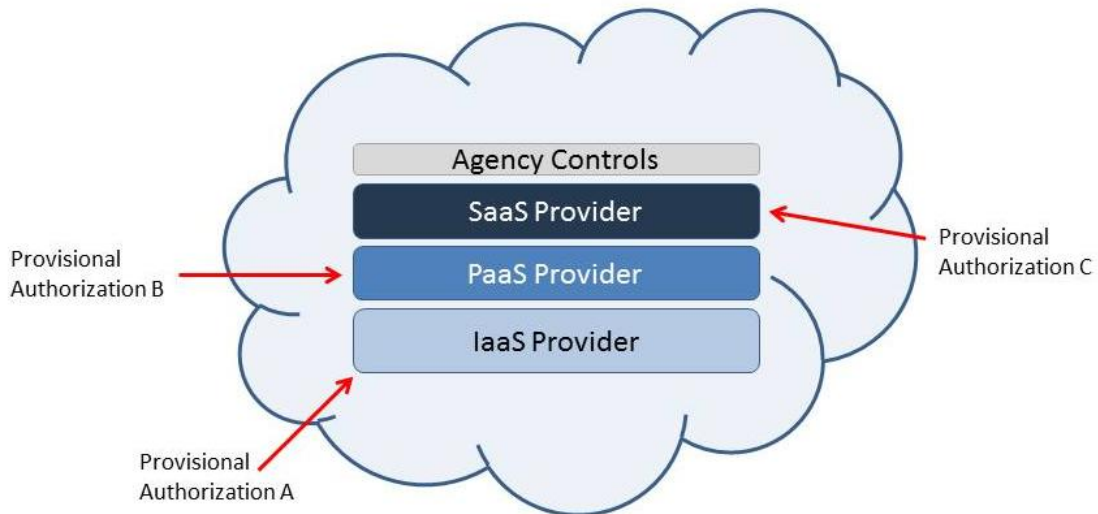 Agency Controls
SaaS Provider
Provisional
Authorization C
Provisional
Authorization B
PaaS Provider
IaaS Provider
Provisional
Authorization A